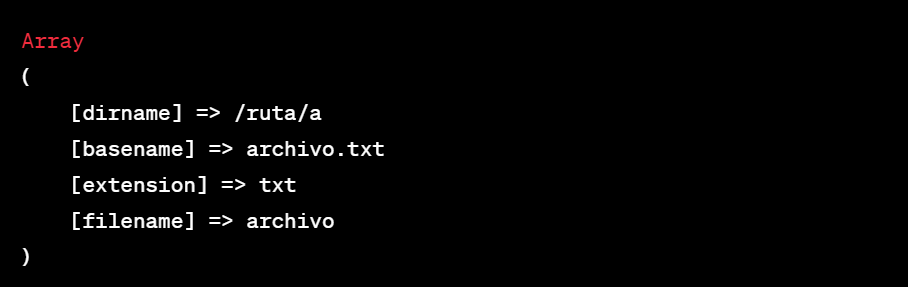 Array
(
    [dirname] => /ruta/a
    [basename] => archivo.txt
    [extension] => txt
    [filename] => archivo
)